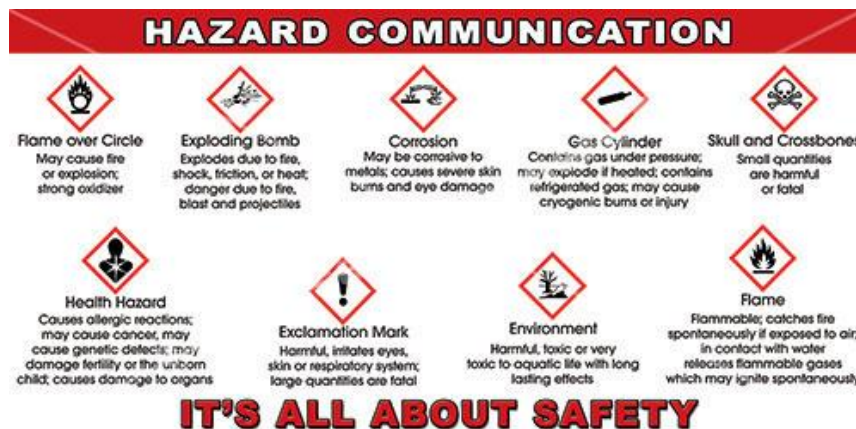 HAZARD COMMUNICATION
Flame over Circle
May cause fire
or explosion;
strong oxidizer
Exploding Bomb
Explodes due to fire,
shock, friction, or heat;
danger due to fire,
blast and projectiles
Corrosion
May be corrosive to
metals; causes severe skin
burns and eye damage
Gas Cylinder
Contains gas under pressure;
may explode if heated; contains
refrigerated gas; may cause
cryogenic burns or injury
Skull and Crossbones
Small quantities
are harmful
or fatal
Health Hazard
Causes allergic reactions;
may cause cancer, may
cause genetic defects; may
damage fertility or the unborn
child; causes damage to organs
Exclamation Mark
Harmful, irritates eyes,
skin or respiratory system;
large quantities are fatal
Environment
Harmful, toxic or very
toxic to aquatic life with long
lasting effects
Flame
Flammable; catches fire
spontaneously if exposed to air;
in contact with water
releases flammable gases
which may ignite spontaneously
IT'S ALL ABOUT SAFETY